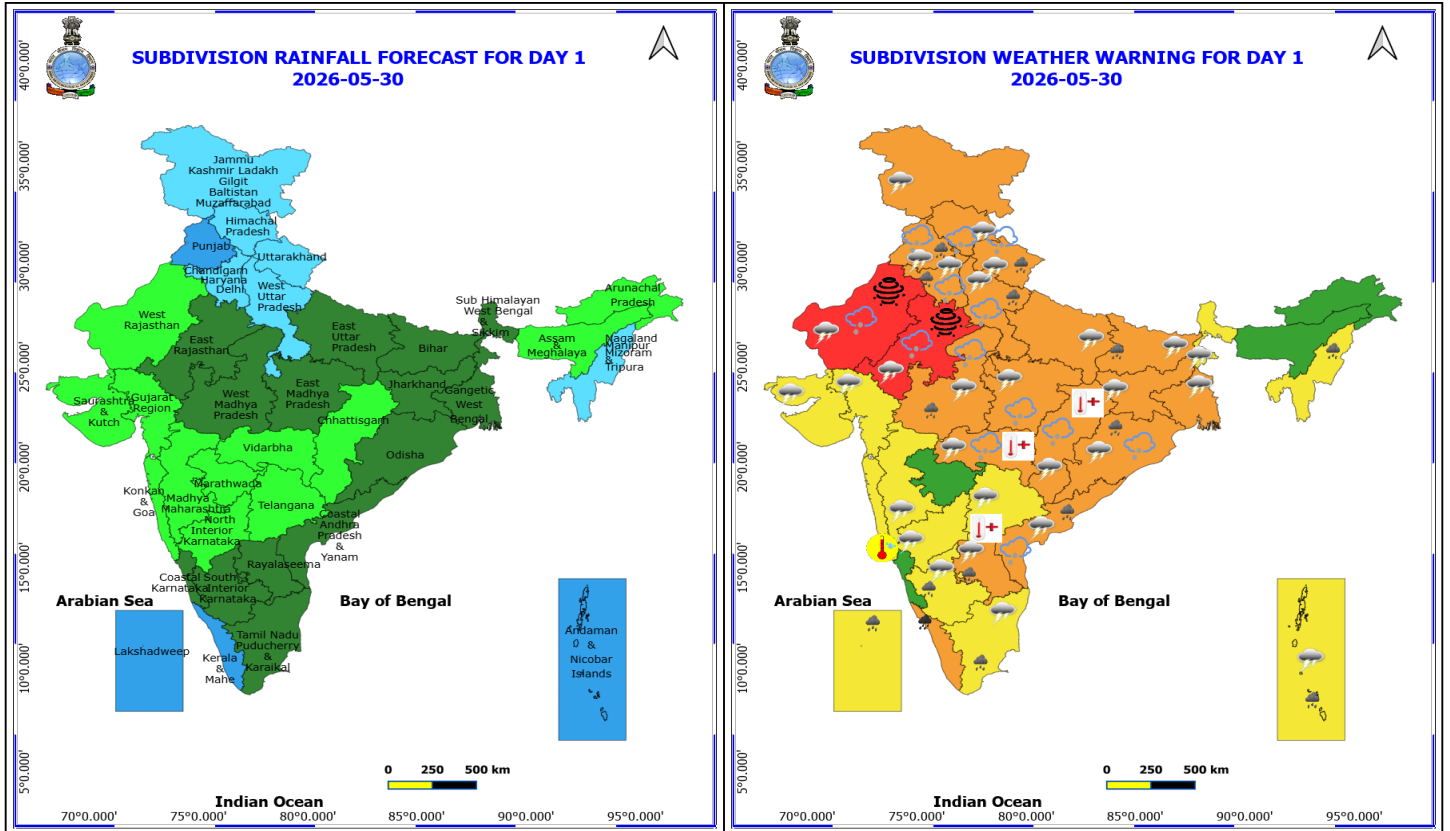 SUBDIVISION RAINFALL FORECAST FOR DAY 1
2026-05-30
40°0.000'
35°0.000'
30°0.000'
25°0.000'
20°0.000'
15°0.000'
10°0.000'
5°0.000'
Jammu
Kashmir Ladakh
Gilgit
Baltistan
Muzaffarabad
Himachal
Pradesh
Punjab
Uttarakhand
Chandigarh
Haryana
Delhi
West
Uttar
Pradesh
West
Rajasthan
East
Rajasthan
East
Uttar
Pradesh
Sub Himalayan
West Bengal
&
Sikkim
Arunachal
Pradesh
Assam
&
Meghalaya
Nagaland
Manipur
Mizoram
&
Tripura
Bihar
Saurashtra
&
Kutch
Gujarat
Region
West
Madhya
Pradesh
East
Madhya
Pradesh
Jharkhand
Gangetic
West
Bengal
Chhattisgarh
Vidarbha
Odisha
Konkan
&
Goa
Marathwada
Madhya
Maharashtra
North
Interior
Karnataka
Telangana
Coastal
Andhra
Pradesh
&
Yanam
Rayalaseema
Coastal
Karnataka
South
Interior
Karnataka
Arabian Sea
Bay of Bengal
Lakshadweep
Kerala
&
Mahe
Tamil Nadu
Puducherry
&
Karaikal
Andaman
&
Nicobar
Islands
0 250 500 km
Indian Ocean
70°0.000' 75°0.000' 80°0.000' 85°0.000' 90°0.000' 95°0.000'
SUBDIVISION WEATHER WARNING FOR DAY 1
2026-05-30
40°0.000'
35°0.000'
30°0.000'
25°0.000'
20°0.000'
15°0.000'
10°0.000'
5°0.000'
Arabian Sea
Bay of Bengal
0 250 500 km
Indian Ocean
70°0.000' 75°0.000' 80°0.000' 85°0.000' 90°0.000' 95°0.000'